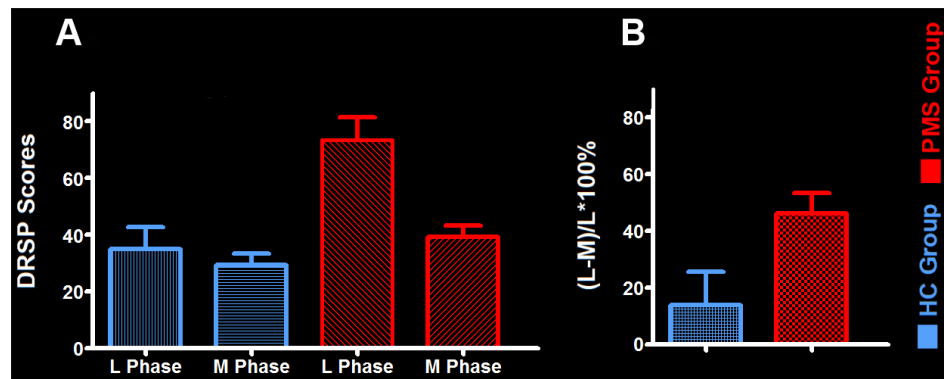 A
DRSP Scores
80
60
40
20
0
L Phase
M Phase
L Phase
M Phase
B
(L-M)/L*100%
80
60
40
20
0
HC Group
PMS Group